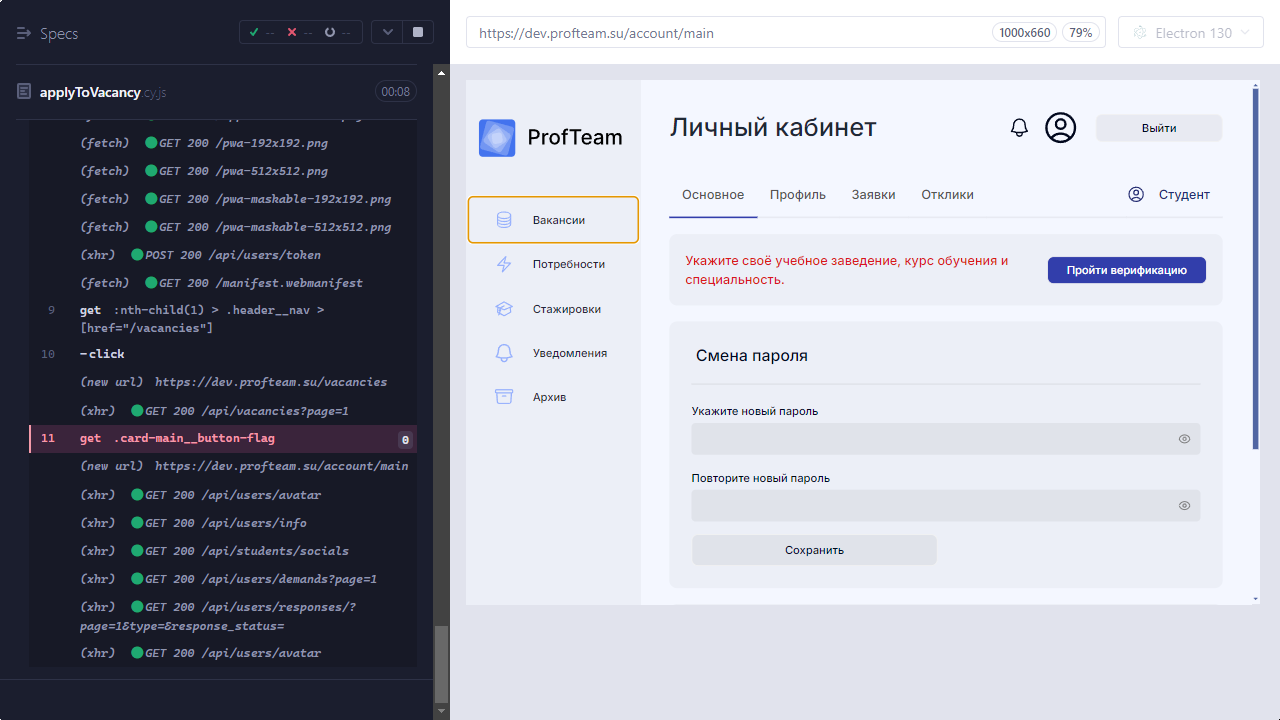 Specs
-- -- --
https://dev.profteam.su/account/main
1000x660
79%
Electron 130
applyToVacancy.cy.js
00:08
(fetch) GET 200 /pwa-192x192.png
(fetch) GET 200 /pwa-512x512.png
(fetch) GET 200 /pwa-maskable-192x192.png
(fetch) GET 200 /pwa-maskable-512x512.png
(xhr) POST 200 /api/users/token
(fetch) GET 200 /manifest.webmanifest
9 get :nth-child(1) > .header__nav >
[href="/vacancies"]
10 -click
(new url) https://dev.profteam.su/vacancies
(xhr) GET 200 /api/vacancies?page=1
11 get .card-main__button-flag 0
(new url) https://dev.profteam.su/account/main
(xhr) GET 200 /api/users/avatar
(xhr) GET 200 /api/users/info
(xhr) GET 200 /api/students/socials
(xhr) GET 200 /api/users/demands?page=1
(xhr) GET 200 /api/users/responses/?
page=1&type=&response_status=
(xhr) GET 200 /api/users/avatar
ProfTeam
Вакансии
Потребности
Стажировки
Уведомления
Архив
Личный кабинет
Выйти
Основное
Профиль
Заявки
Отклики
Студент
Укажите своё учебное заведение, курс обучения и
специальность.
Пройти верификацию
Смена пароля
Укажите новый пароль
Повторите новый пароль
Сохранить